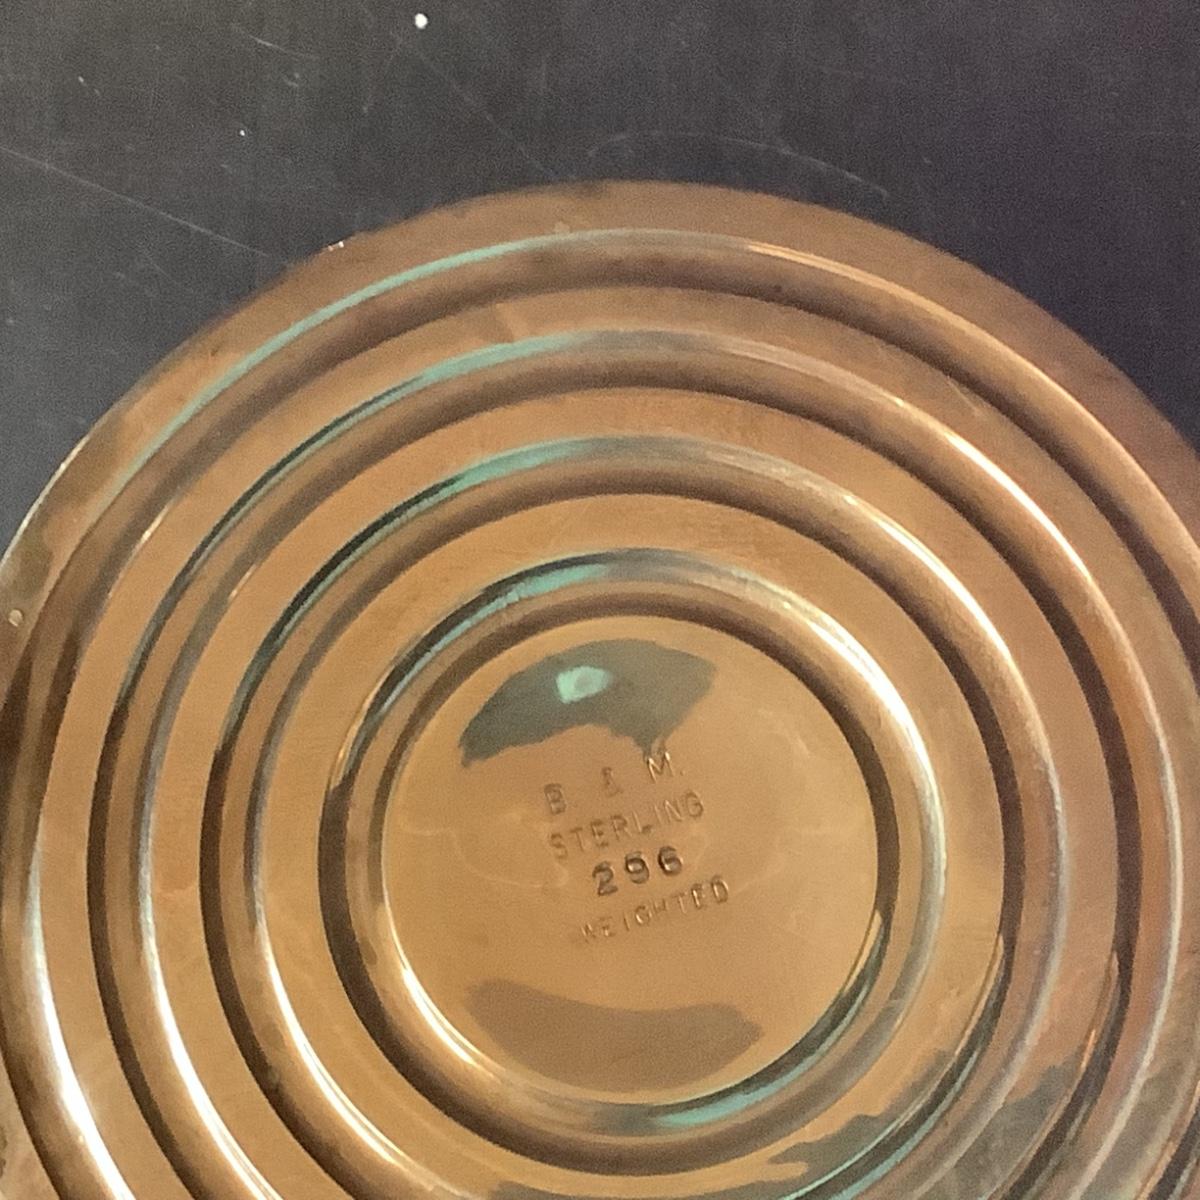 B. & M.
STERLING
296
WEIGHTED